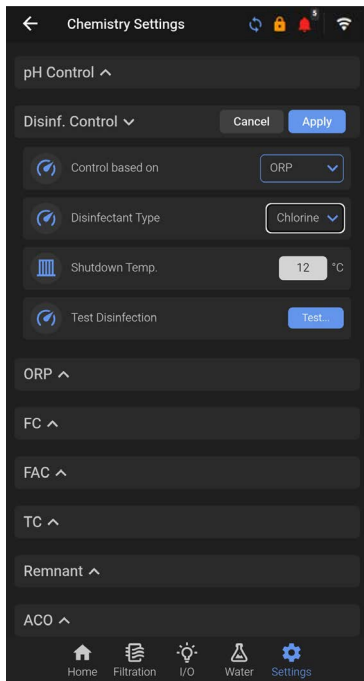 Chemistry Settings
5
pH Control
Disinf. Control
Cancel
Apply
Control based on
ORP
Disinfectant Type
Chlorine
Shutdown Temp.
12
°C
Test Disinfection
Test...
ORP
FC
FAC
TC
Remnant
ACO
Home
Filtration
I/O
Water
Settings